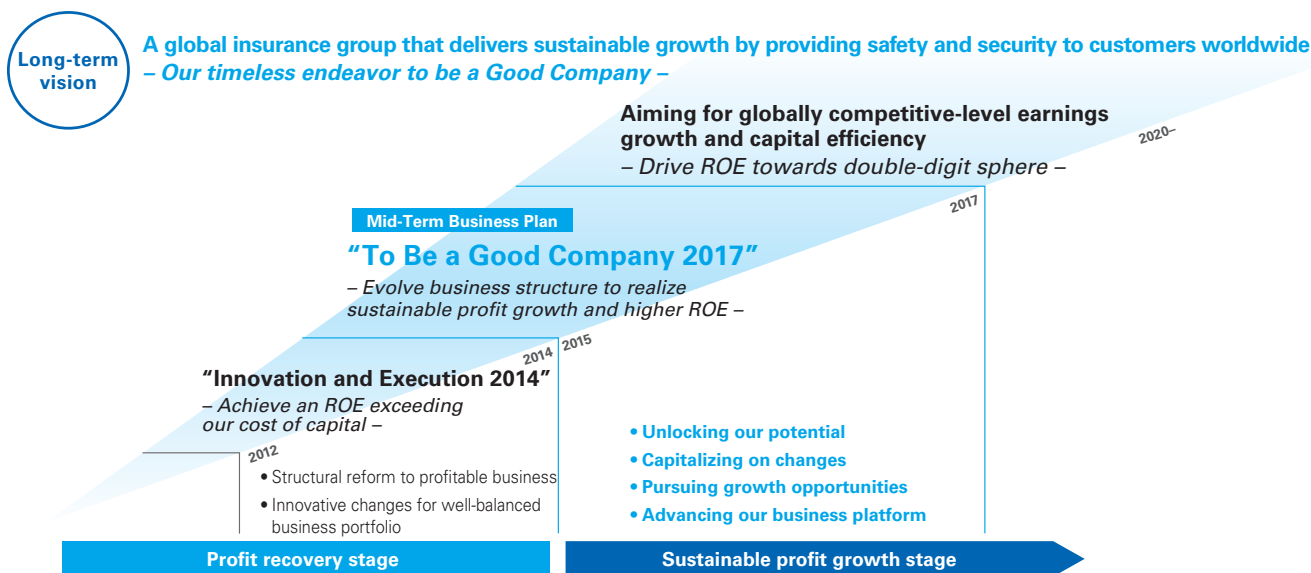 Long-term
vision
A global insurance group that delivers sustainable growth by providing safety and security to customers worldwide
– Our timeless endeavor to be a Good Company –
Aiming for globally competitive-level earnings
growth and capital efficiency
– Drive ROE towards double-digit sphere –
2020–
2017
Mid-Term Business Plan
“To Be a Good Company 2017”
– Evolve business structure to realize
sustainable profit growth and higher ROE –
2014
2015
“Innovation and Execution 2014”
– Achieve an ROE exceeding
our cost of capital –
2012
• Structural reform to profitable business
• Innovative changes for well-balanced
business portfolio
• Unlocking our potential
• Capitalizing on changes
• Pursuing growth opportunities
• Advancing our business platform
Profit recovery stage
Sustainable profit growth stage